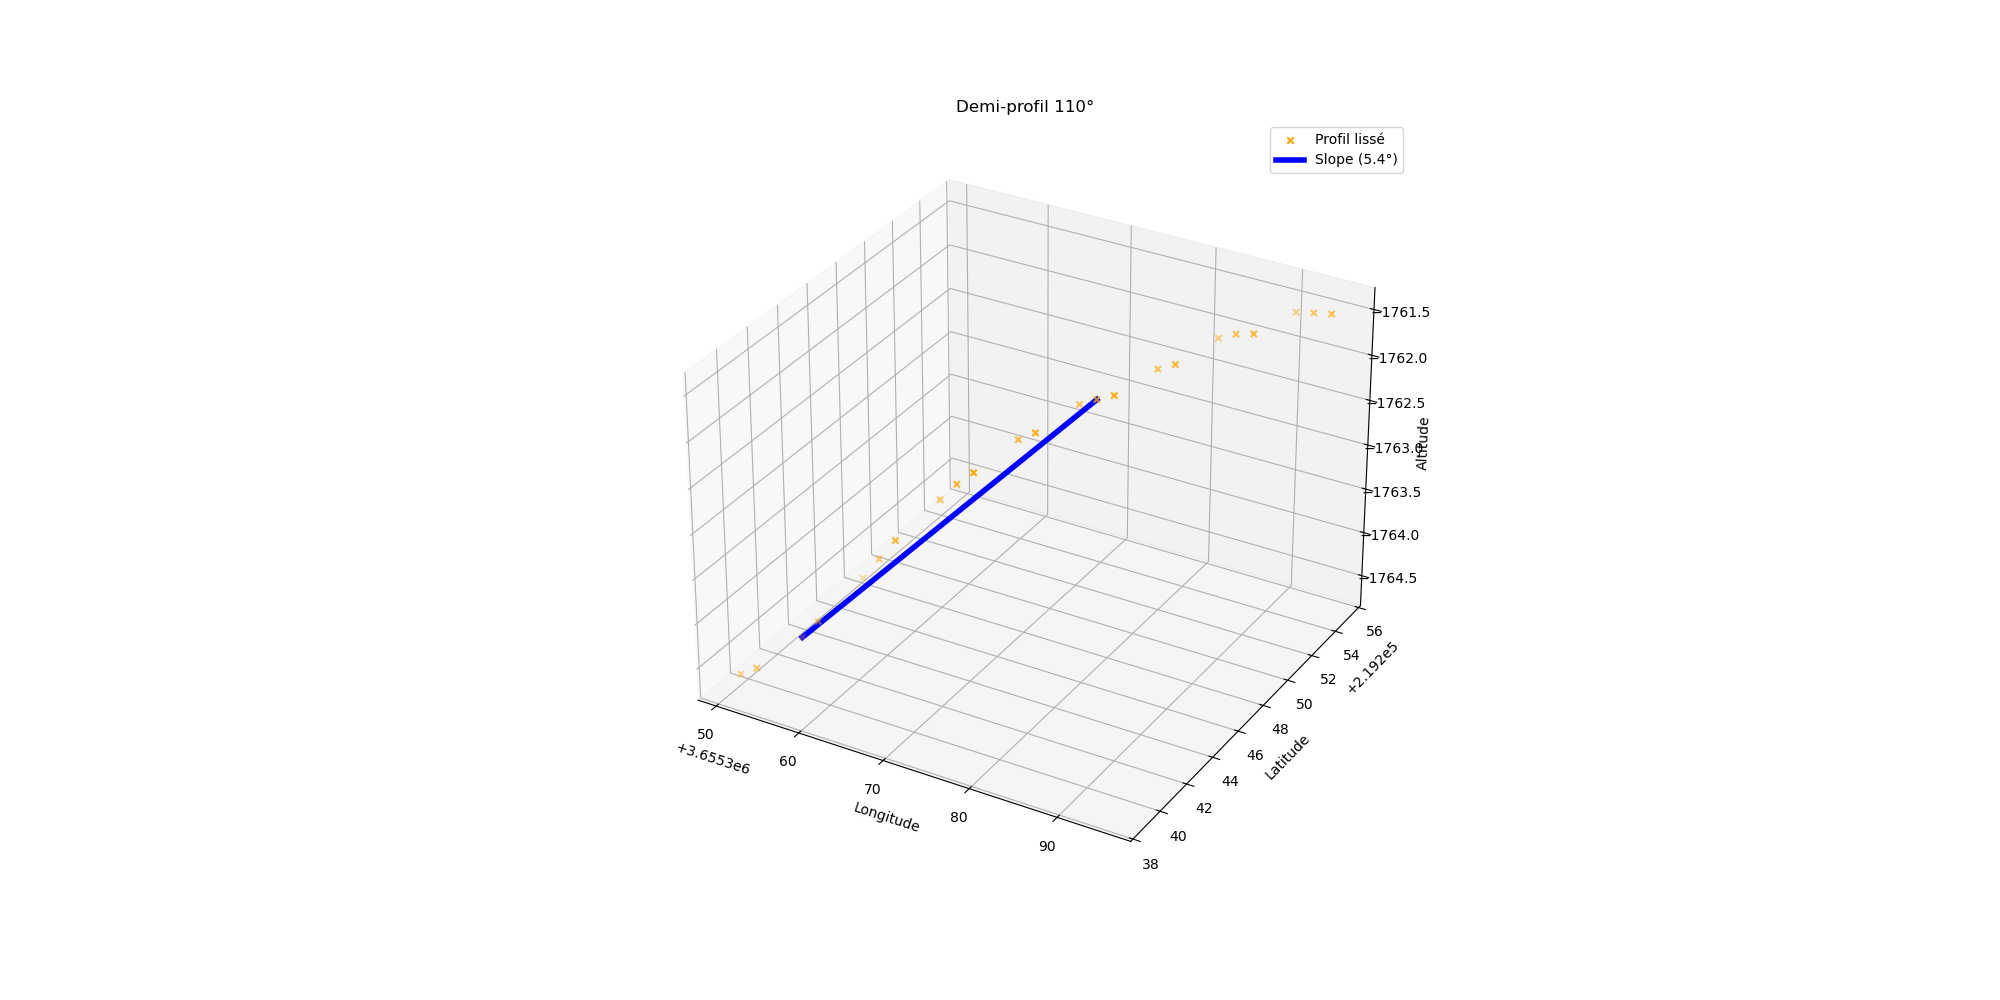 Demi-profil 110°
Profil lissé
Slope (5.4°)
−1761.5
−1762.0
−1762.5
−1763.0
−1763.5
−1764.0
−1764.5
Altitude
56
54
52
50
48
46
44
42
40
38
+2.192e5
Latitude
50
60
70
80
90
+3.6553e6
Longitude